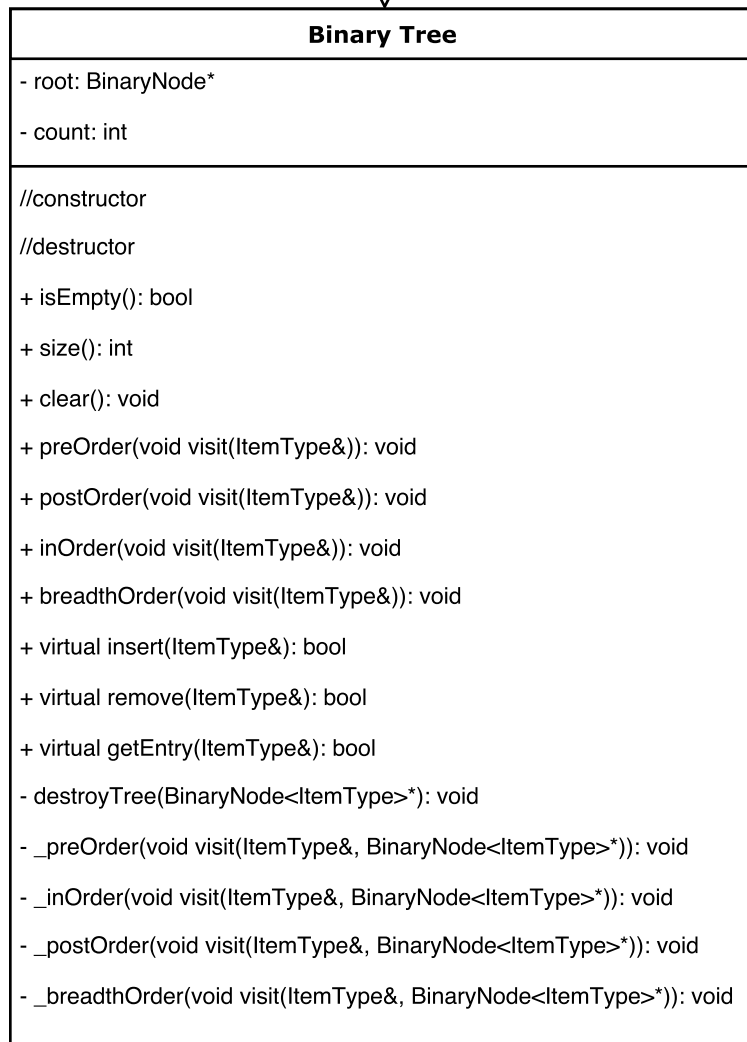 Binary Tree
- root: BinaryNode*
- count: int
//constructor
//destructor
+ isEmpty(): bool
+ size(): int
+ clear(): void
+ preOrder(void visit(ItemType&)): void
+ postOrder(void visit(ItemType&)): void
+ inOrder(void visit(ItemType&)): void
+ breadthOrder(void visit(ItemType&)): void
+ virtual insert(ItemType&): bool
+ virtual remove(ItemType&): bool
+ virtual getEntry(ItemType&): bool
- destroyTree(BinaryNode<ItemType>*): void
- _preOrder(void visit(ItemType&, BinaryNode<ItemType>*)): void
- _inOrder(void visit(ItemType&, BinaryNode<ItemType>*)): void
- _postOrder(void visit(ItemType&, BinaryNode<ItemType>*)): void
- _breadthOrder(void visit(ItemType&, BinaryNode<ItemType>*)): void